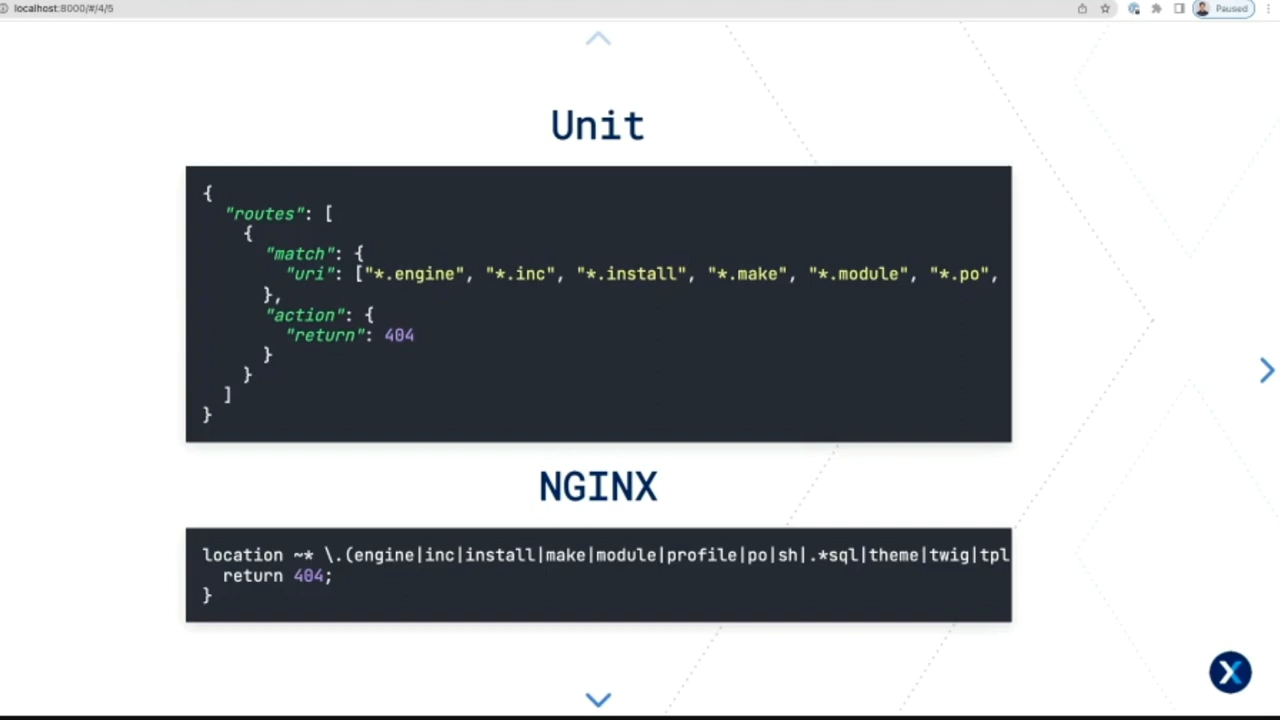 localhost:8000/#/4/5
Paused
Unit
{
"routes": [
{
"match": {
"uri": ["*.engine", "*.inc", "*.install", "*.make", "*.module", "*.po",
},
"action": {
"return": 404
}
}
]
}
NGINX
location ~* \.(engine|inc|install|make|module|profile|po|sh|.*sql|theme|twig|tpl
return 404;
}